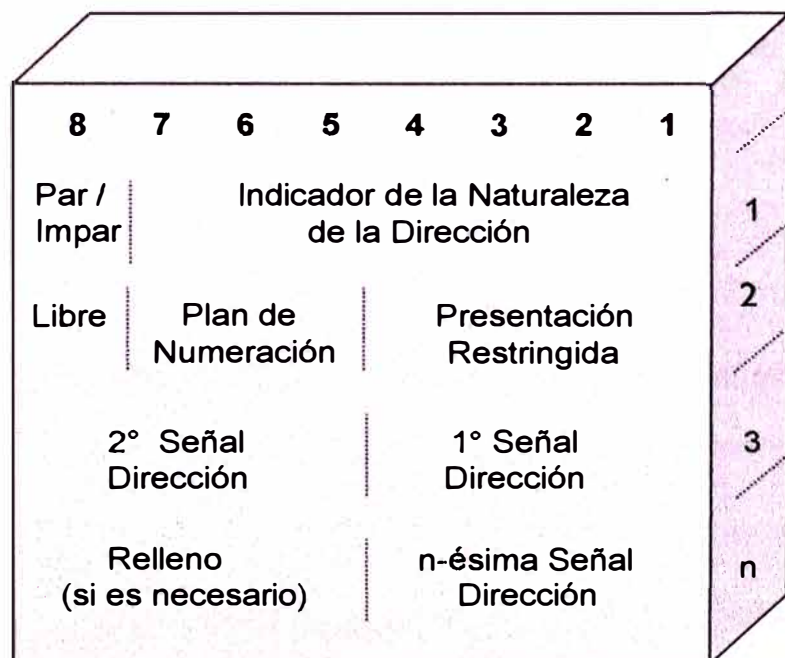 8 7 6 5 4 3 2 1
Par / Indicador de la Naturaleza
Impar de la Dirección
1
Libre Plan de Presentación
Numeración Restringida
2
2° Señal 1° Señal
Dirección Dirección
3
Relleno n-ésima Señal
(si es necesario) Dirección
n